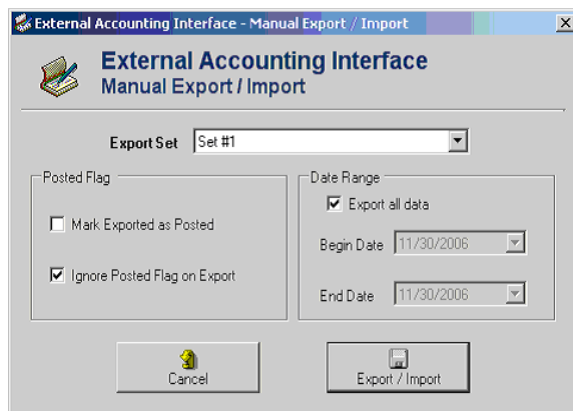 External Accounting Interface - Manual Export / Import
External Accounting Interface
Manual Export / Import
Export Set Set #1
Posted Flag
Mark Exported as Posted
Ignore Posted Flag on Export
Date Range
Export all data
Begin Date 11/30/2006
End Date 11/30/2006
Cancel
Export / Import